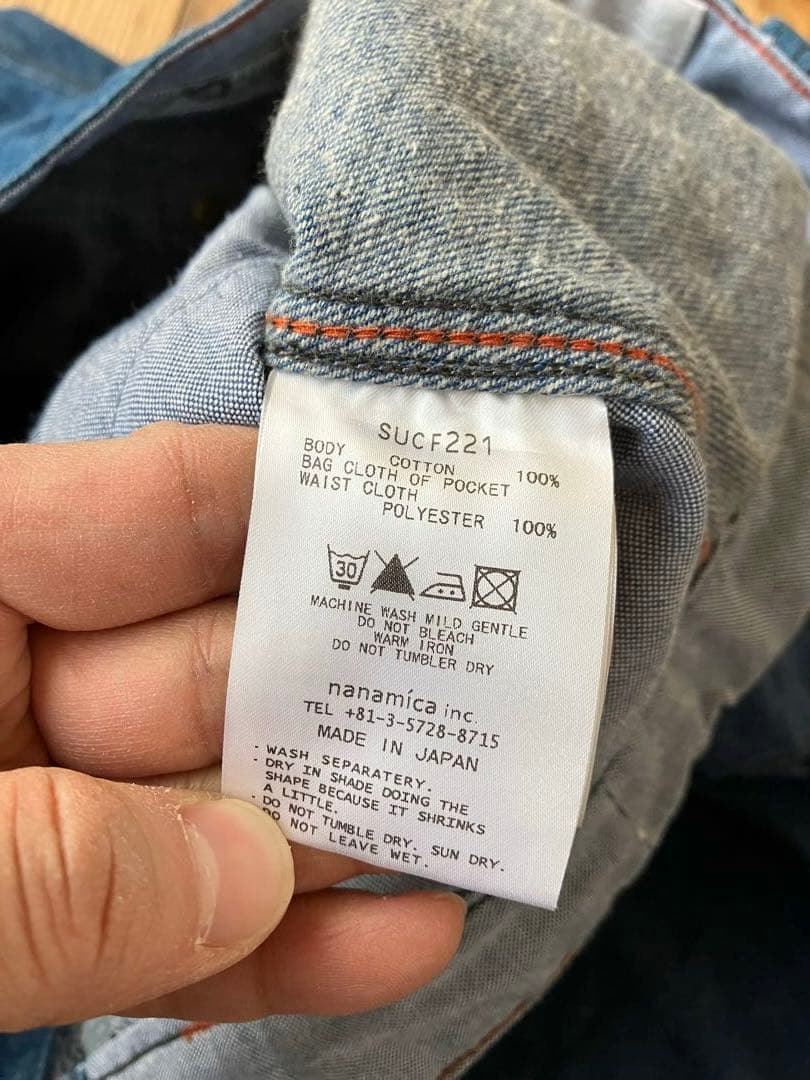 SUCF221
BODY COTTON 100%
BAG CLOTH OF POCKET
WAIST CLOTH
POLYESTER 100%
30
MACHINE WASH MILD GENTLE
DO NOT BLEACH
WARM IRON
DO NOT TUMBLER DRY
nanamica inc.
TEL +81-3-5728-8715
MADE IN JAPAN
- WASH SEPARATERY.
- DRY IN SHADE DOING THE
SHAPE BECAUSE IT SHRINKS
A LITTLE.
- DO NOT TUMBLE DRY. SUN DRY.
DO NOT LEAVE WET.